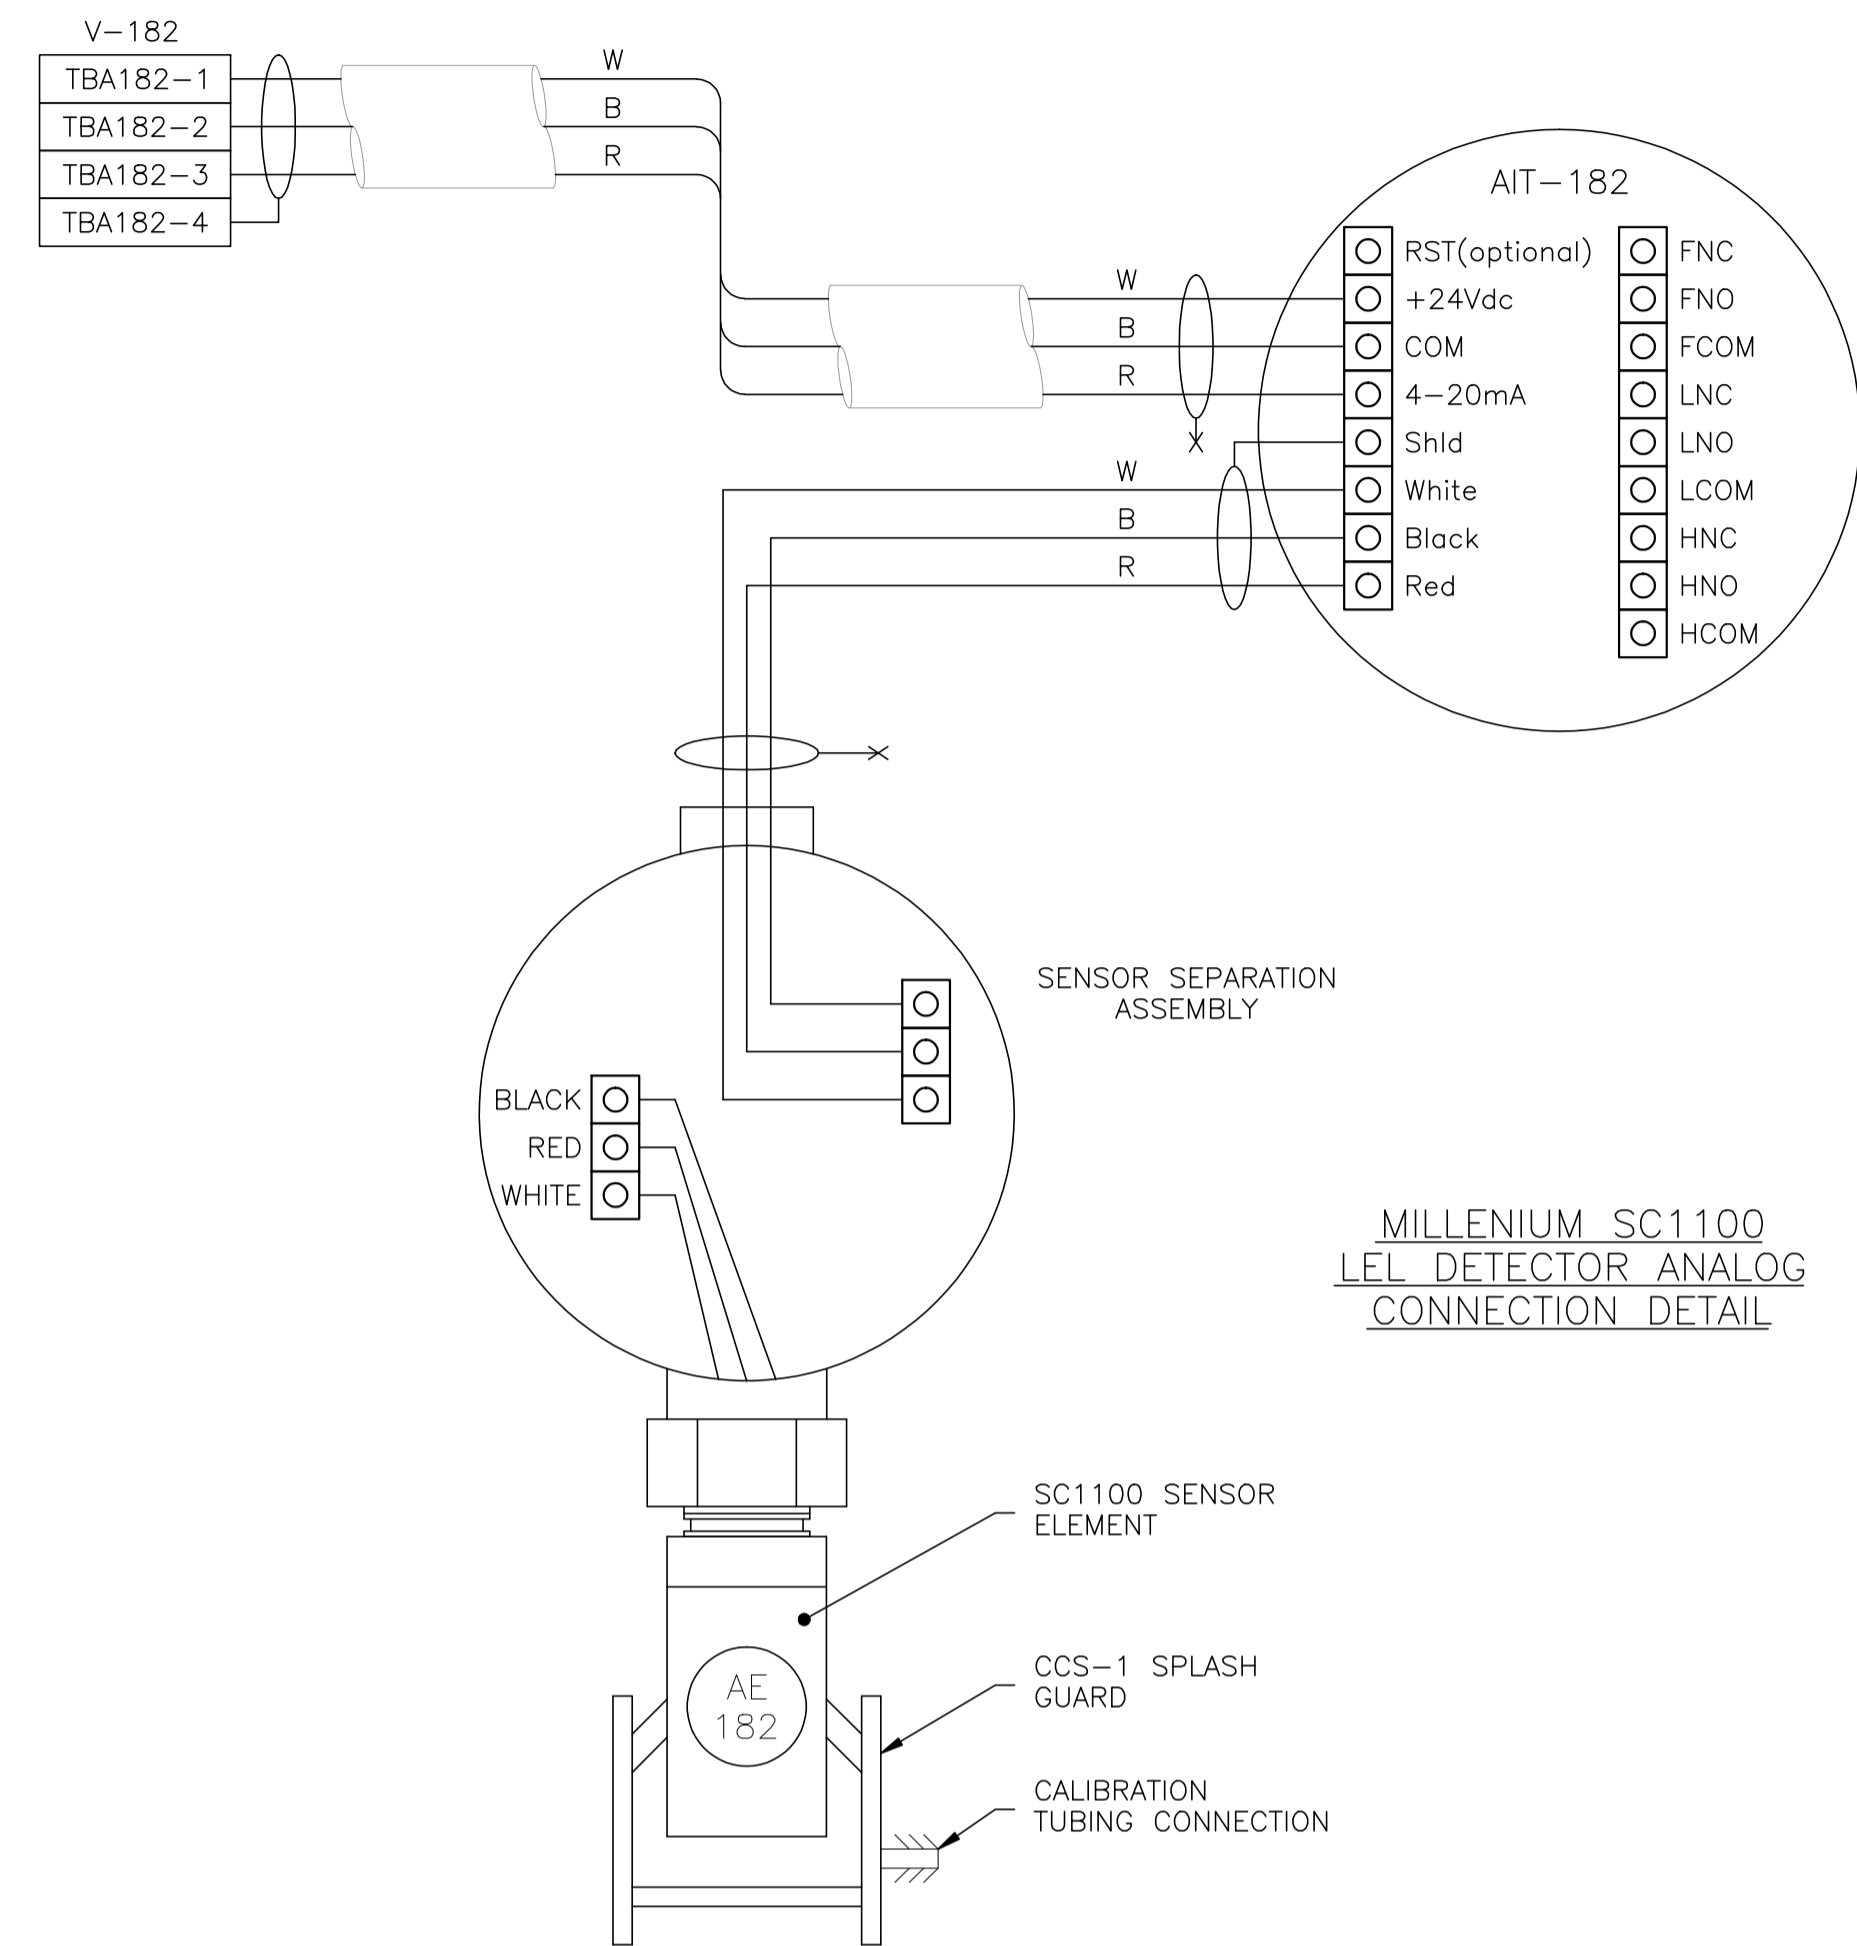 V-182
TBA182-1
TBA182-2
TBA182-3
TBA182-4
W
B
R
AIT-182
W
B
R
W
B
R
RST(optional)
+24Vdc
COM
4-20mA
Shld
White
Black
Red
FNC
FNO
FCOM
LNC
LNO
LCOM
HNC
HNO
HCOM
SENSOR SEPARATION
ASSEMBLY
BLACK
RED
WHITE
MILLENIUM SC1100
LEL DETECTOR ANALOG
CONNECTION DETAIL
SC1100 SENSOR
ELEMENT
AE
182
CCS-1 SPLASH
GUARD
CALIBRATION
TUBING CONNECTION